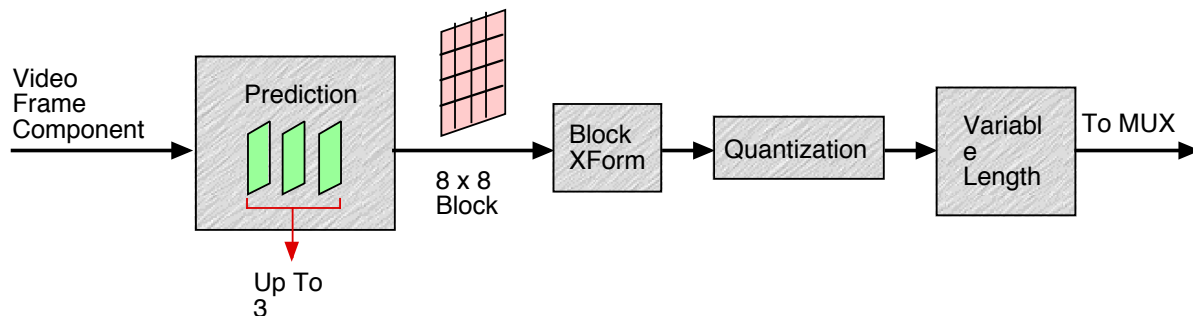 Video
Frame
Component
Prediction
Up To
3
8 x 8
Block
Block
XForm
Quantization
Variabl
e
Length
To MUX